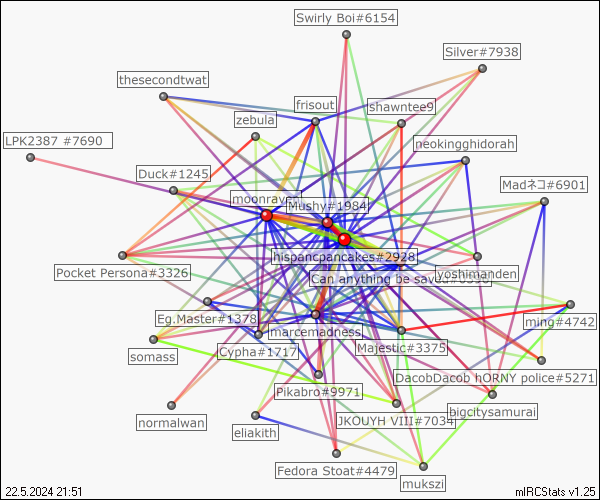 Swirly Boi#6154
Silver#7938
thesecondtwat
frisout
shawntee9
zebula
LPK2387 #7690
neokingghidorah
Duck#1245
Madネコ#6901
moonrav
Mushy#1984
hispanicpancakes#2928
Pocket Persona#3326
yoshimanden
Can anything be saved
Eg.Master#1378
marcemadness
ming#4742
Cypha#1717
Majestic#3375
somass
DacobDacob hORNY police#5271
Pikabro#9971
bigcitysamurai
JKOUYH VIII#7034
normalwan
eliakith
Fedora Stoat#4479
mukszi
22.5.2024 21:51
mIRCStats v1.25